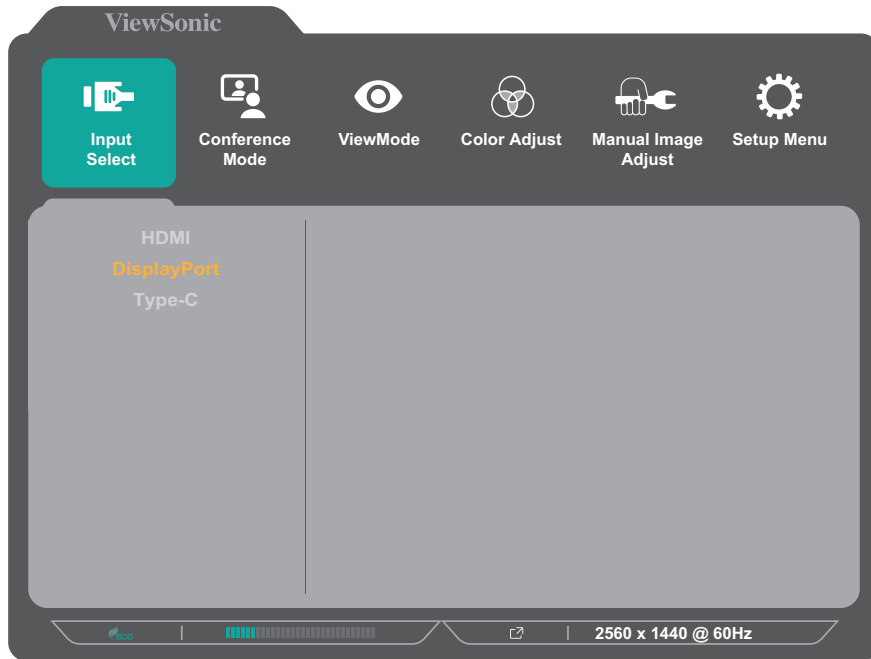 ViewSonic
Input
Select
Conference
Mode
ViewMode
Color Adjust
Manual Image
Adjust
Setup Menu
HDMI
DisplayPort
Type-C
eco
2560 x 1440 @ 60Hz